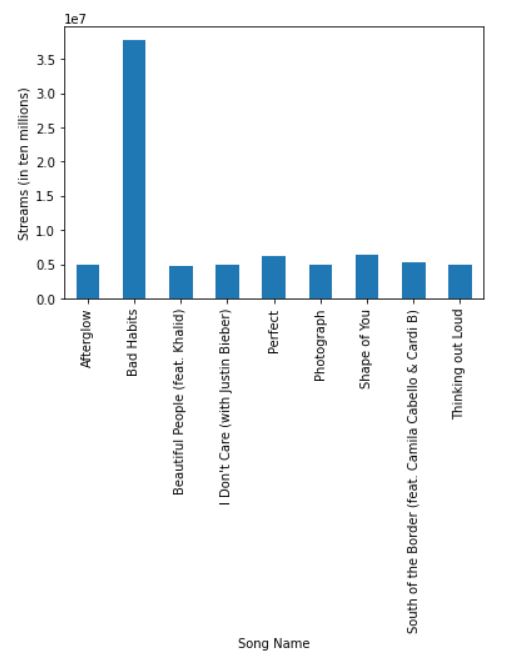 1e7
Streams (in ten millions)
3.5
3.0
2.5
2.0
1.5
1.0
0.5
0.0
Afterglow
Bad Habits
Beautiful People (feat. Khalid)
I Don't Care (with Justin Bieber)
Perfect
Photograph
Shape of You
South of the Border (feat. Camila Cabello & Cardi B)
Thinking out Loud
Song Name